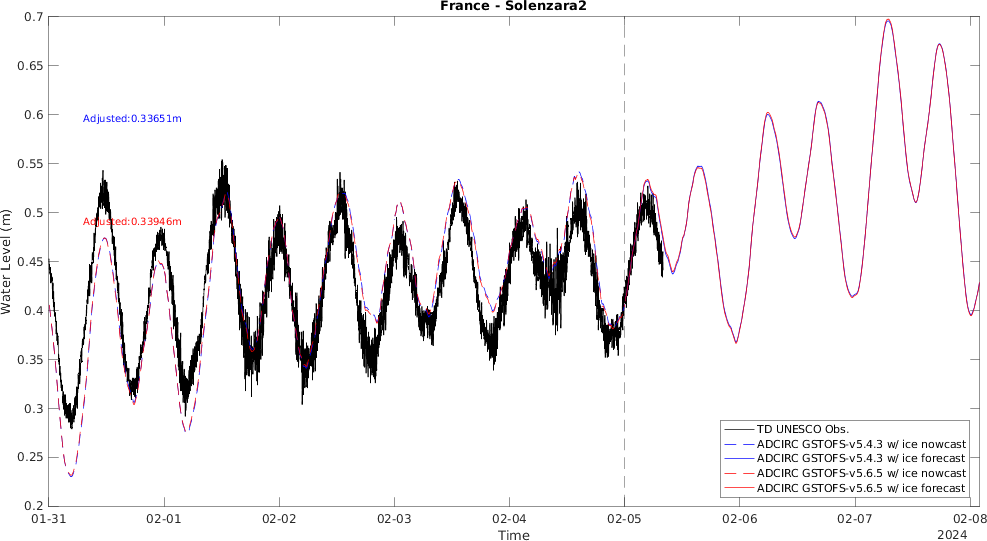 France - Solenzara2
0.7
0.65
0.6
0.55
0.5
0.45
0.4
0.35
0.3
0.25
0.2
Water Level (m)
Adjusted:0.33651m
Adjusted:0.33946m
TD UNESCO Obs.
ADCIRC GSTOFS-v5.4.3 w/ ice nowcast
ADCIRC GSTOFS-v5.4.3 w/ ice forecast
ADCIRC GSTOFS-v5.6.5 w/ ice nowcast
ADCIRC GSTOFS-v5.6.5 w/ ice forecast
01-31 02-01 02-02 02-03 02-04 02-05 02-06 02-07 02-08
Time
2024